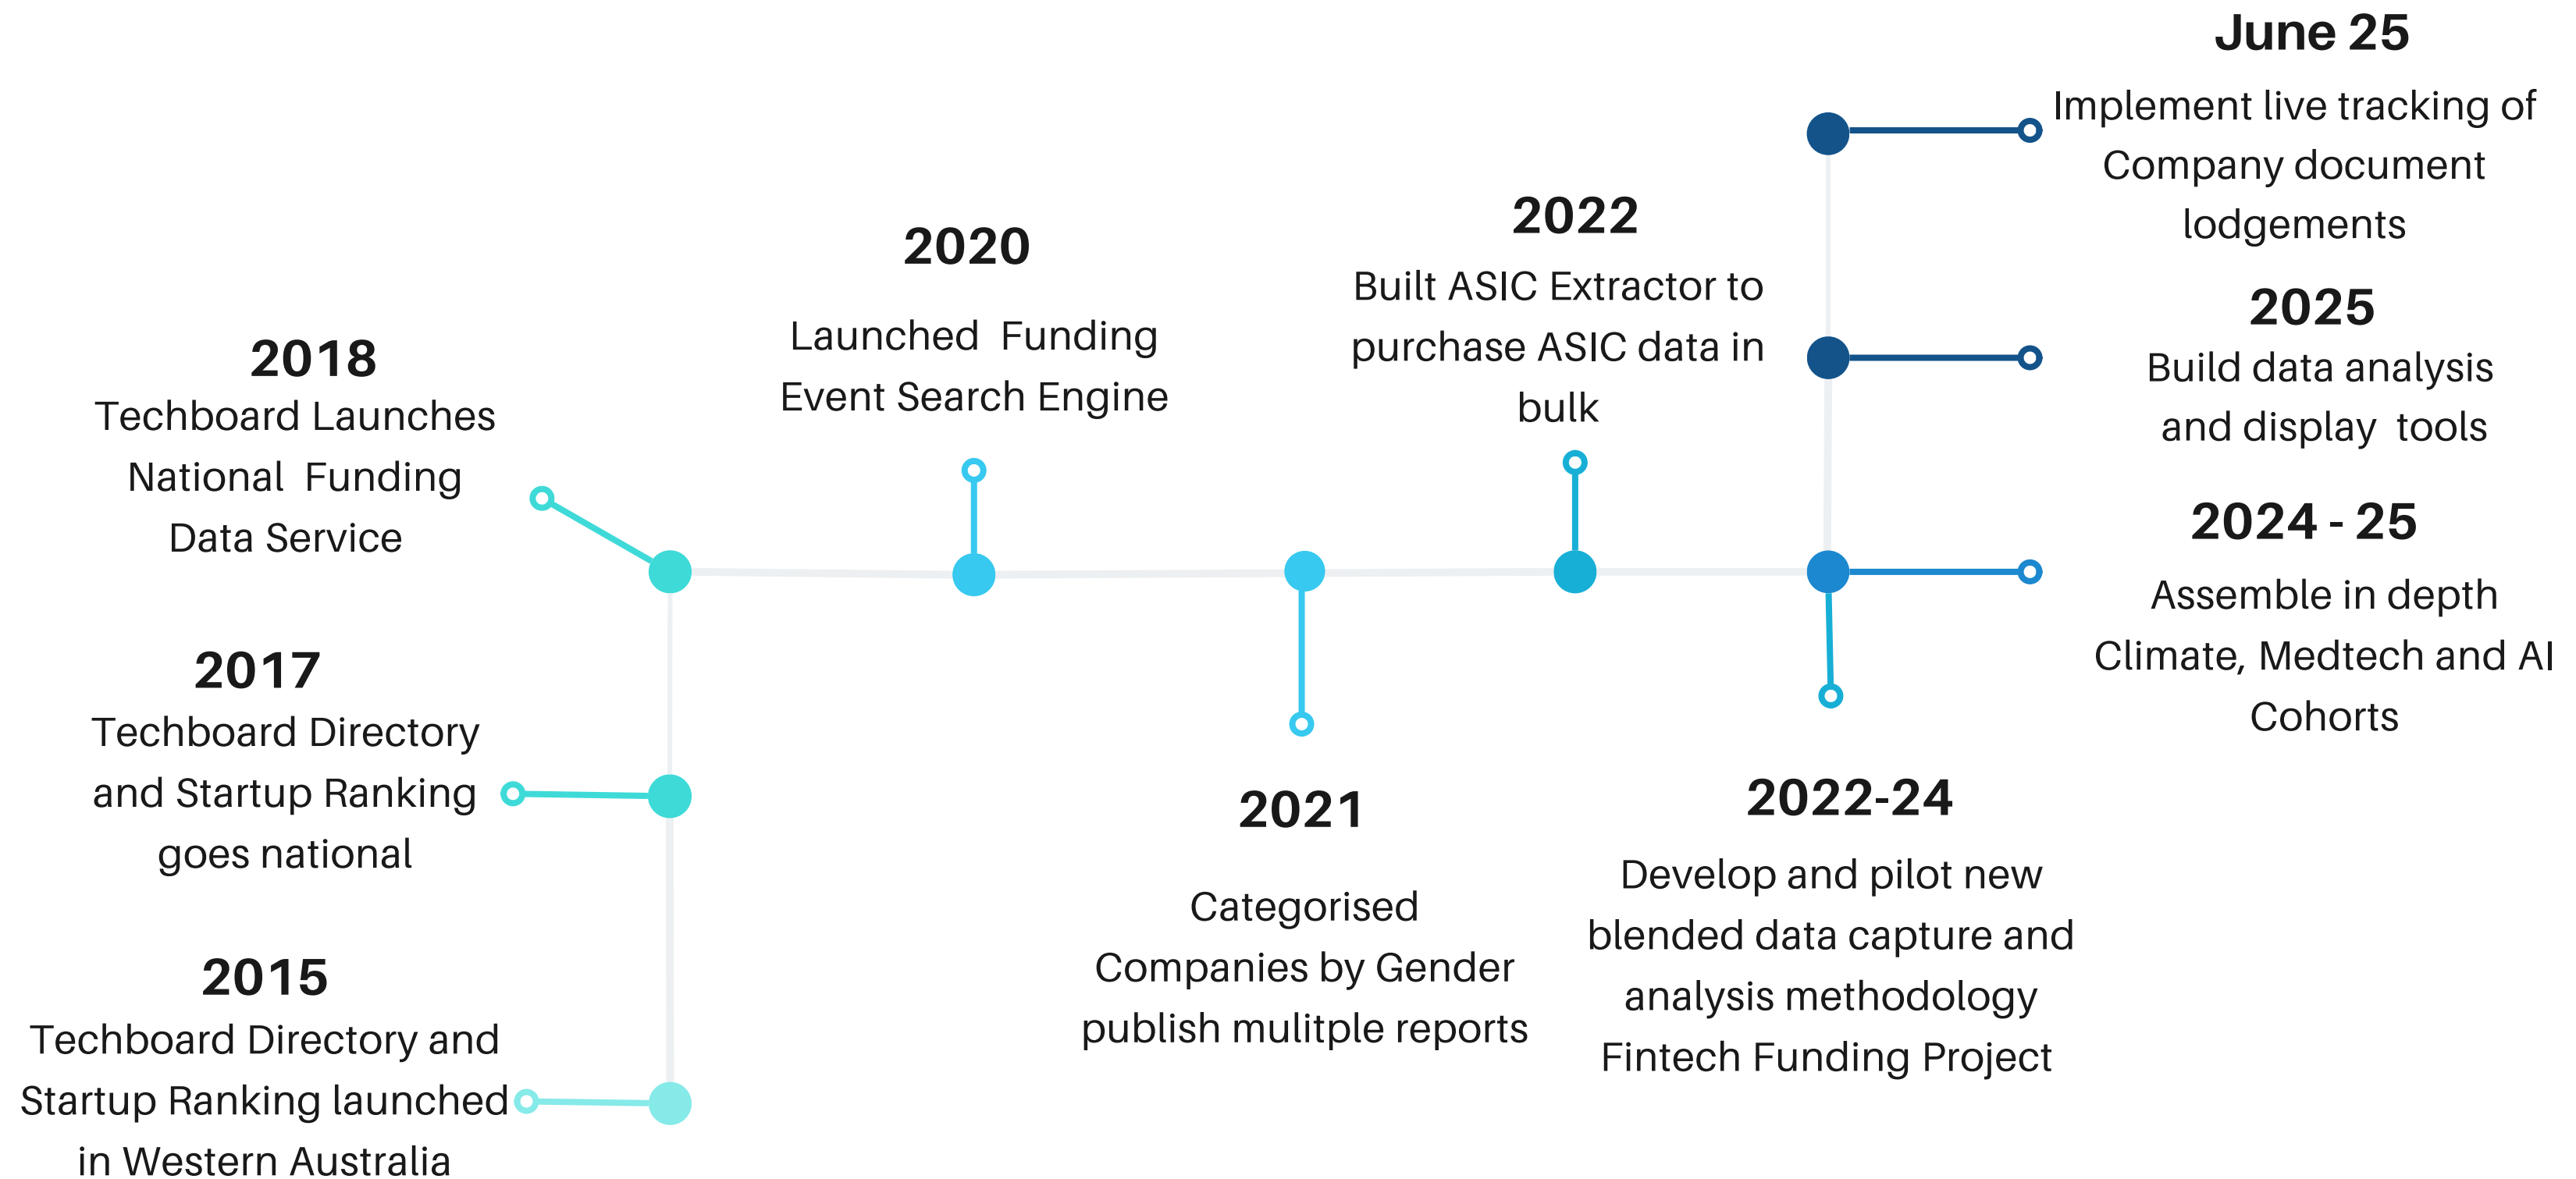 2015
Techboard Directory and
Startup Ranking launched
in Western Australia
2017
Techboard Directory
and Startup Ranking
goes national
2018
Techboard Launches
National Funding
Data Service
2020
Launched Funding
Event Search Engine
2021
Categorised
Companies by Gender
publish mulitple reports
2022
Built ASIC Extractor to
purchase ASIC data in
bulk
2022-24
Develop and pilot new
blended data capture and
analysis methodology
Fintech Funding Project
2024 - 25
Assemble in depth
Climate, Medtech and AI
Cohorts
2025
Build data analysis
and display tools
June 25
Implement live tracking of
Company document
lodgements